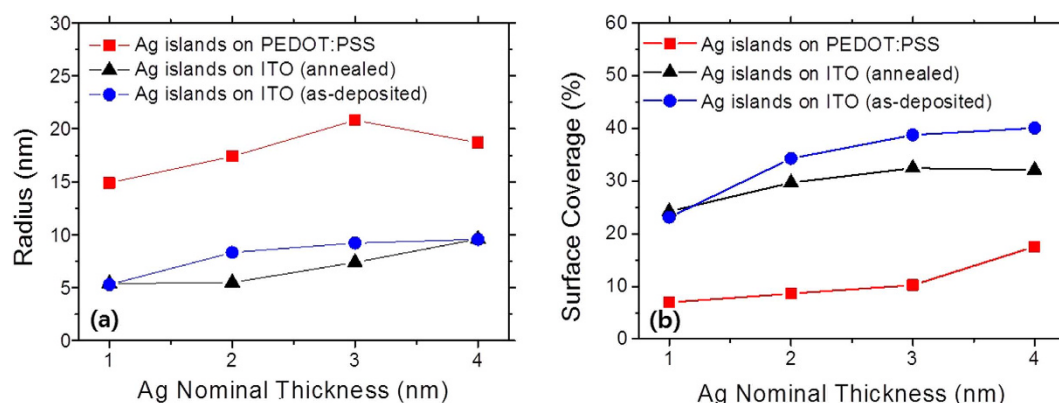 30
25
20
15
10
5
0
Radius (nm)
Ag islands on PEDOT:PSS
Ag islands on ITO (annealed)
Ag islands on ITO (as-deposited)
(a)
1 2 3 4
Ag Nominal Thickness (nm)
60
50
40
30
20
10
0
Surface Coverage (%)
Ag islands on PEDOT:PSS
Ag islands on ITO (annealed)
Ag islands on ITO (as-deposited)
(b)
1 2 3 4
Ag Nominal Thickness (nm)